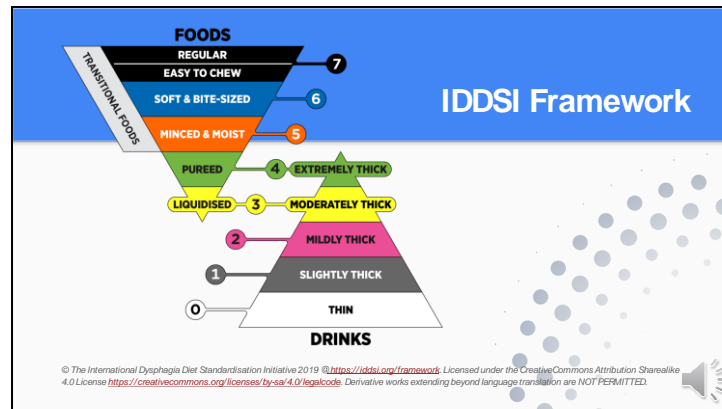 FOODS
REGULAR
EASY TO CHEW
7
TRANSITIONAL FOODS
SOFT & BITE-SIZED
6
IDDSI Framework
MINCED & MOIST
5
PUREED
4
EXTREMELY THICK
LIQUIDISED
3
MODERATELY THICK
2
MILDLY THICK
1
SLIGHTLY THICK
0
THIN
DRINKS
© The International Dysphagia Diet Standardisation Initiative 2019 @ https://iddsi.org/framework. Licensed under the CreativeCommons Attribution Sharealike
4.0 License https://creativecommons.org/licenses/by-sa/4.0/legalcode. Derivative works extending beyond language translation are NOT PERMITTED.